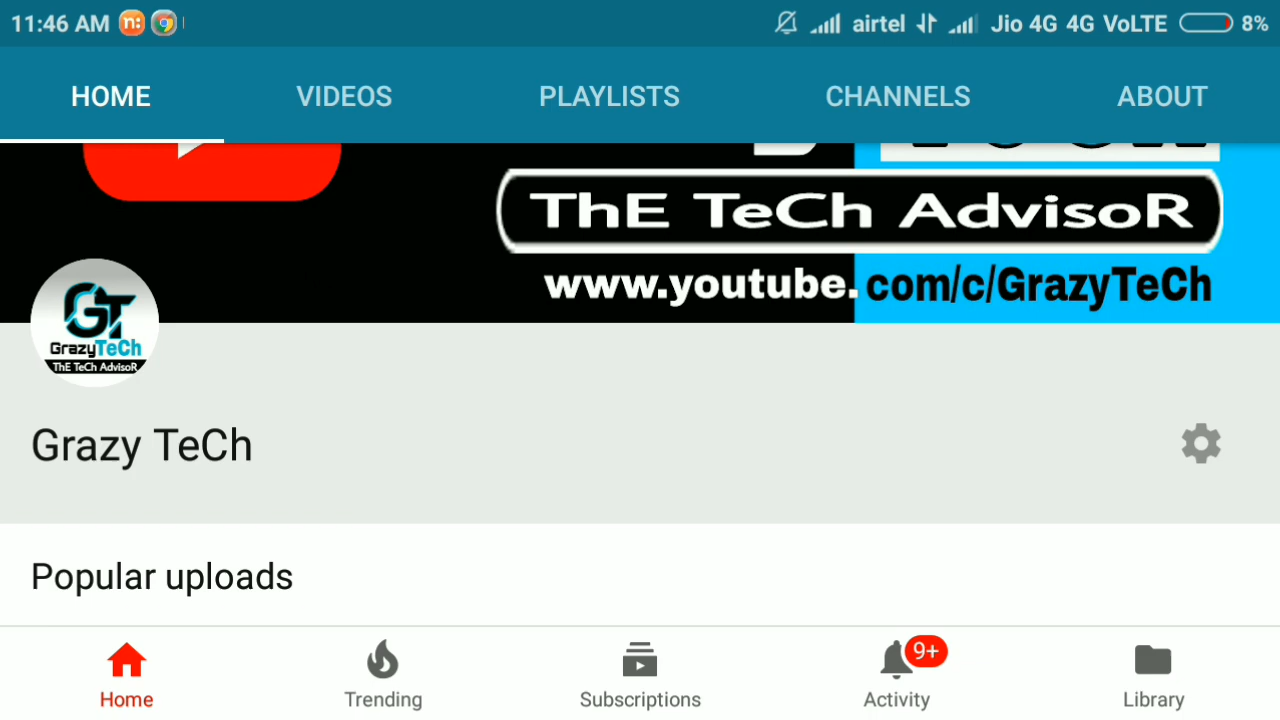 11:46 AM n: airtel Jio 4G 4G VoLTE 8%
HOME VIDEOS PLAYLISTS CHANNELS ABOUT
ThE TeCh AdvisoR
www.youtube.com/c/GrazyTeCh
GT
GrazyTeCh
ThE TeCh AdvisoR
Grazy TeCh
Popular uploads
9+
Home Trending Subscriptions Activity Library